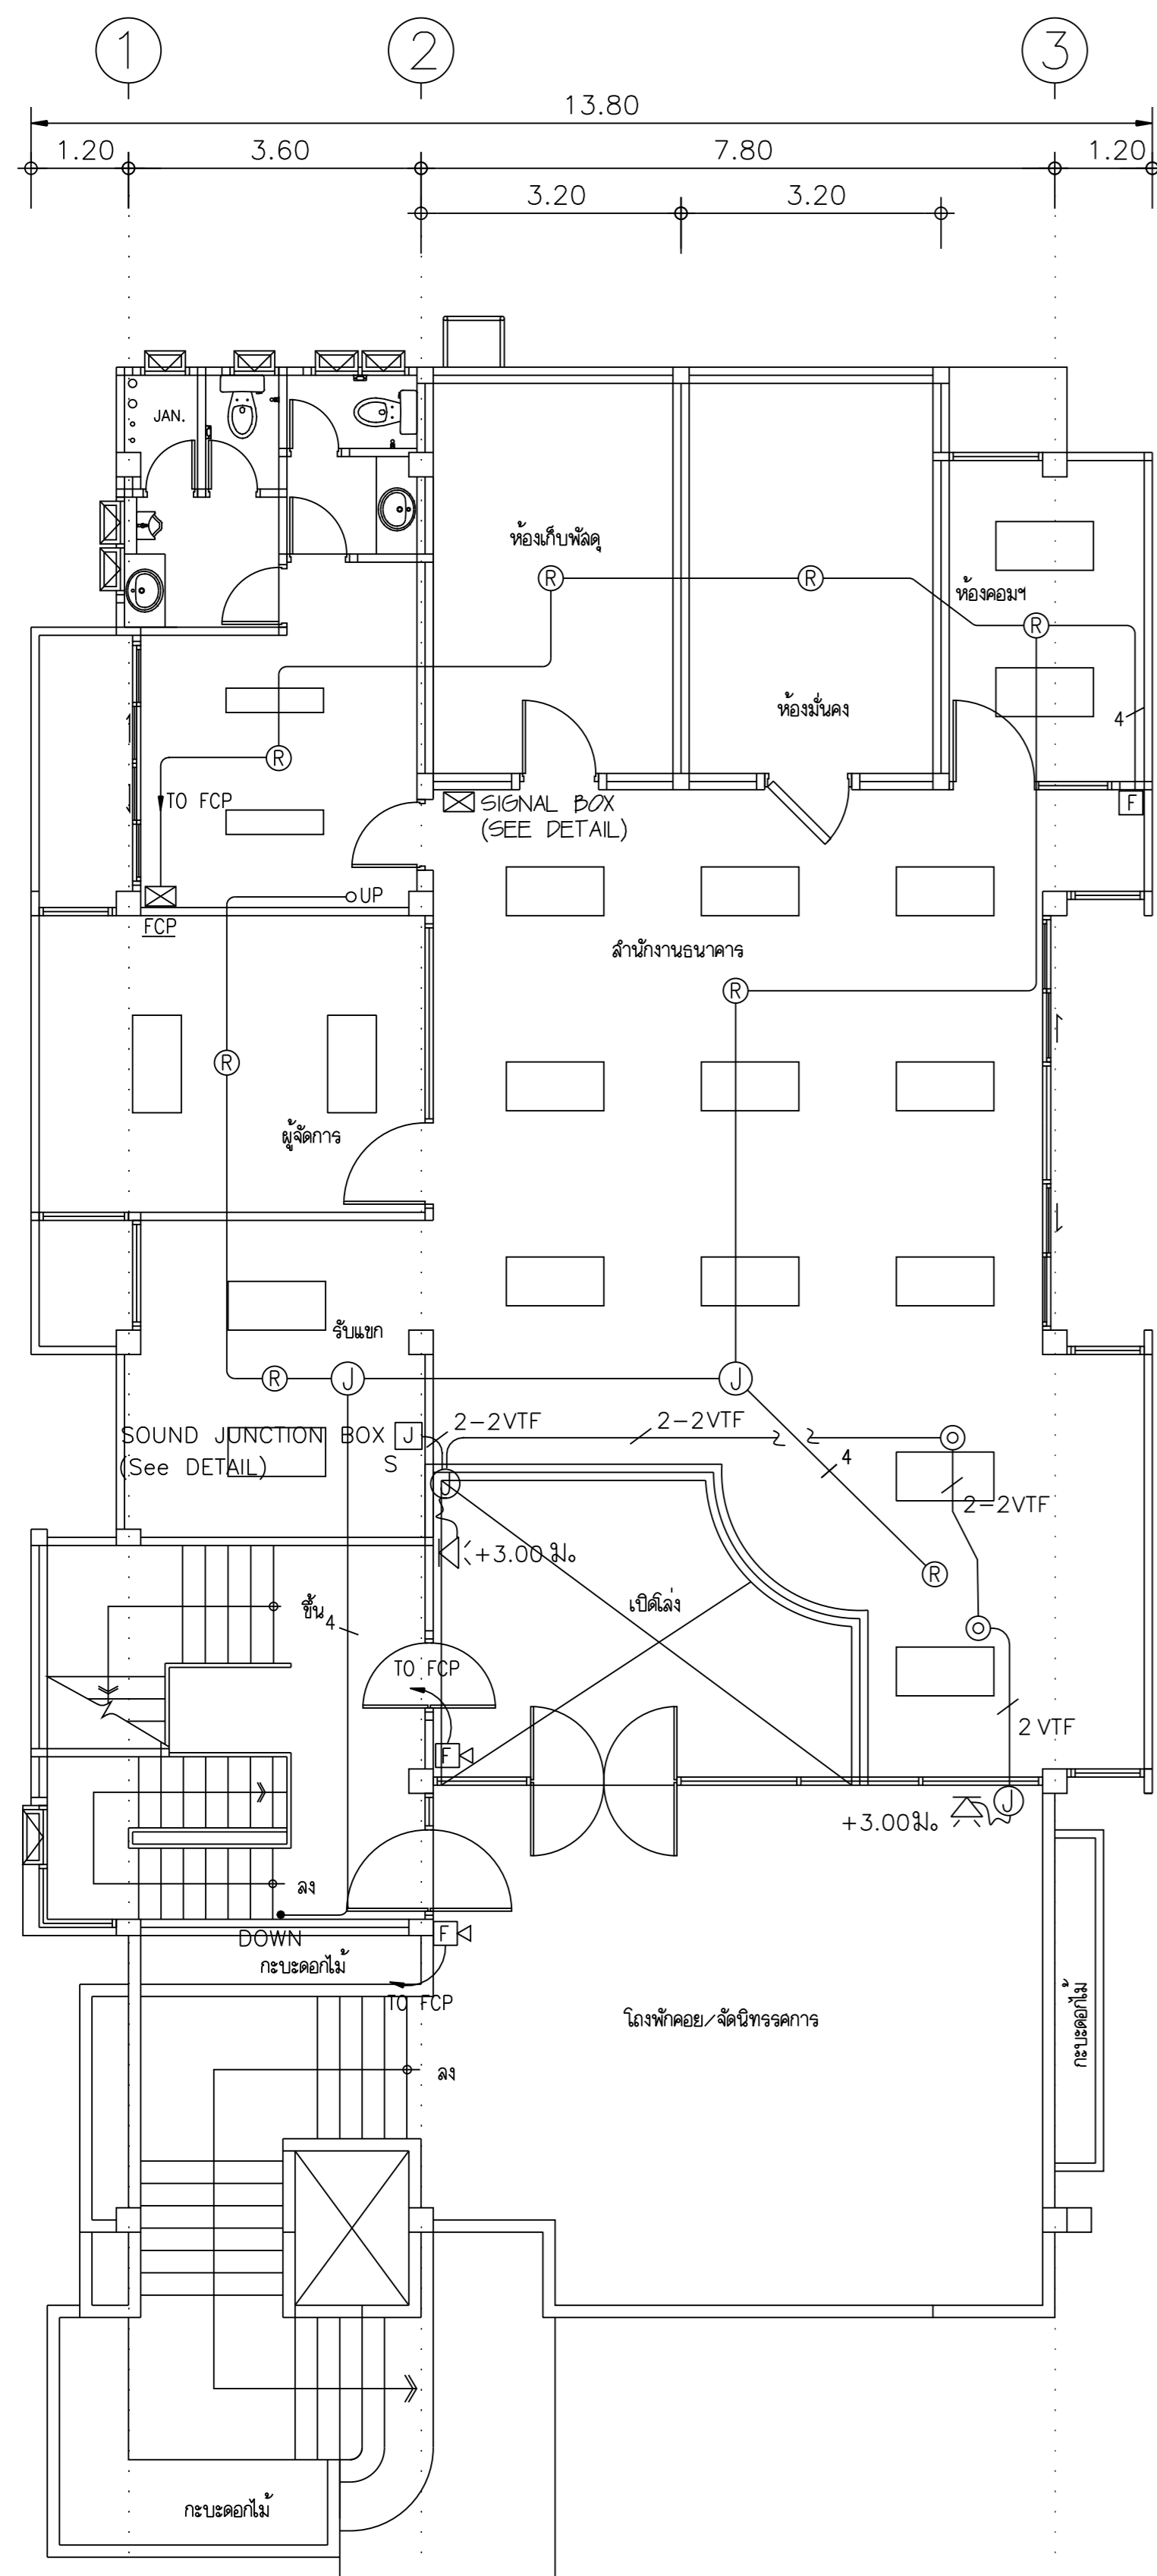 1 2 3
13.80
1.20 3.60 7.80 1.20
3.20 3.20
JAN.
ห้องเก็บพัสดุ
R R
ห้องคอมฯ
R
ห้องมั่นคง
4
R
TO FCP
SIGNAL BOX
(SEE DETAIL)
F
UP
FCP
สำนักงานธนาคาร
R
R
ผู้จัดการ
รับแขก
R J J
2-2VTF 2-2VTF
SOUND JUNCTION BOX J
(See DETAIL) S
4
J
2-2VTF
+3.00 ม.
R
เปิดโล่ง
ขึ้น
4
TO FCP
2 VTF
F
J
+3.00ม.
ลง
F
DOWN
กะบะดอกไม้
TO FCP
โถงพักคอย/จัดนิทรรศการ
กะบะดอกไม้
ลง
กะบะดอกไม้